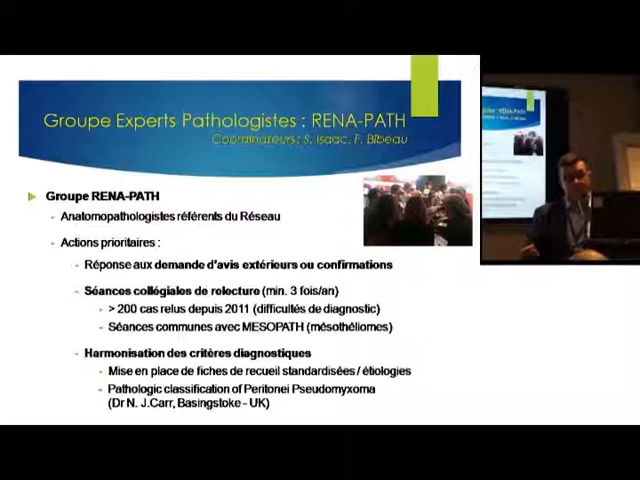 Groupe Experts Pathologistes : RENA-PATH
Coordinateurs : S. Isaac, F. Bibeau
Groupe RENA-PATH
- Anatomopathologistes référents du Réseau
- Actions prioritaires :
- Réponse aux demande d'avis extérieurs ou confirmations
- Séances collégiales de relecture (min. 3 fois/an)
- > 200 cas relus depuis 2011 (difficultés de diagnostic)
- Séances communes avec MESOPATH (mésothéliomes)
- Harmonisation des critères diagnostiques
- Mise en place de fiches de recueil standardisées / étiologies
- Pathologic classification of Peritonei Pseudomyxoma
(Dr N. J.Carr, Basingstoke - UK)